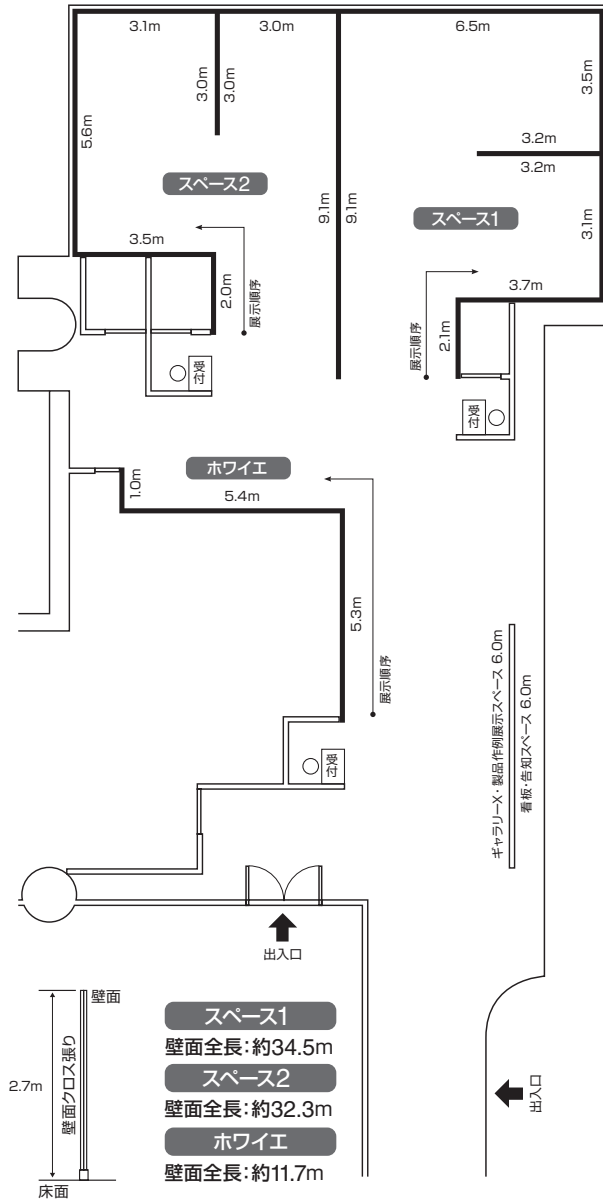 3.1m
3.0m
6.5m
3.0m
3.0m
3.5m
5.6m
3.2m
3.2m
スペース2
9.1m
9.1m
スペース1
3.1m
3.5m
2.0m
展示順序
3.7m
展示順序
2.1m
受付
受付
ホワイエ
1.0m
5.4m
5.3m
展示順序
ギャラリーX・製品作例展示スペース 6.0m
看板・告知スペース 6.0m
受付
出入口
壁面
2.7m
壁面クロス張り
床面
スペース1
壁面全長：約34.5m
スペース2
壁面全長：約32.3m
ホワイエ
壁面全長：約11.7m
出入口